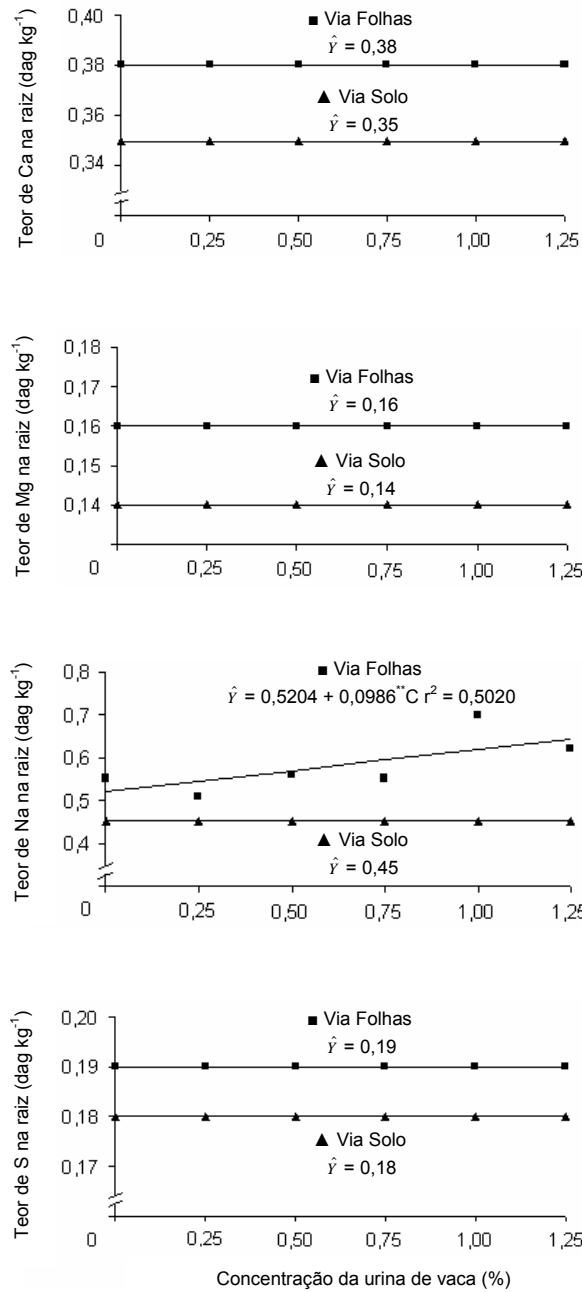 0,40
■ Via Folhas
Ŷ = 0,38
0,38
▲ Via Solo
0,36
Ŷ = 0,35
0,34
Teor de Ca na raiz (dag kg⁻¹)
0 0,25 0,50 0,75 1,00 1,25
0,18
0,17
■ Via Folhas
Ŷ = 0,16
0,16
0,15
▲ Via Solo
Ŷ = 0,14
0,14
Teor de Mg na raiz (dag kg⁻¹)
0 0,25 0,50 0,75 1,00 1,25
0,8
■ Via Folhas
Ŷ = 0,5204 + 0,0986**C r² = 0,5020
0,7
0,6
0,5
0,4
▲ Via Solo
Ŷ = 0,45
Teor de Na na raiz (dag kg⁻¹)
0 0,25 0,50 0,75 1,00 1,25
0,20
■ Via Folhas
Ŷ = 0,19
0,19
0,18
▲ Via Solo
0,17
Ŷ = 0,18
Teor de S na raiz (dag kg⁻¹)
0 0,25 0,50 0,75 1,00 1,25
Concentração da urina de vaca (%)